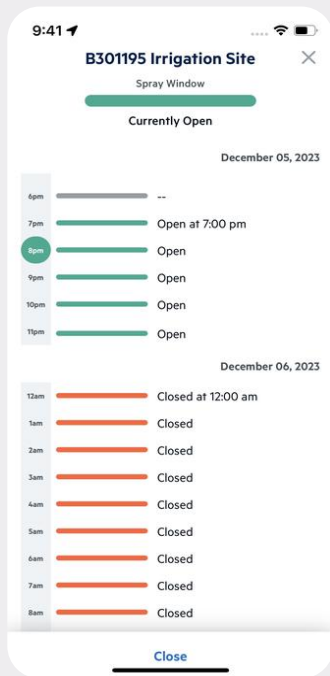 9:41
B301195 Irrigation Site
Spray Window
Currently Open
December 05, 2023
6pm --
7pm Open at 7:00 pm
8pm Open
9pm Open
10pm Open
11pm Open
December 06, 2023
12am Closed at 12:00 am
1am Closed
2am Closed
3am Closed
4am Closed
5am Closed
6am Closed
7am Closed
8am Closed
Close